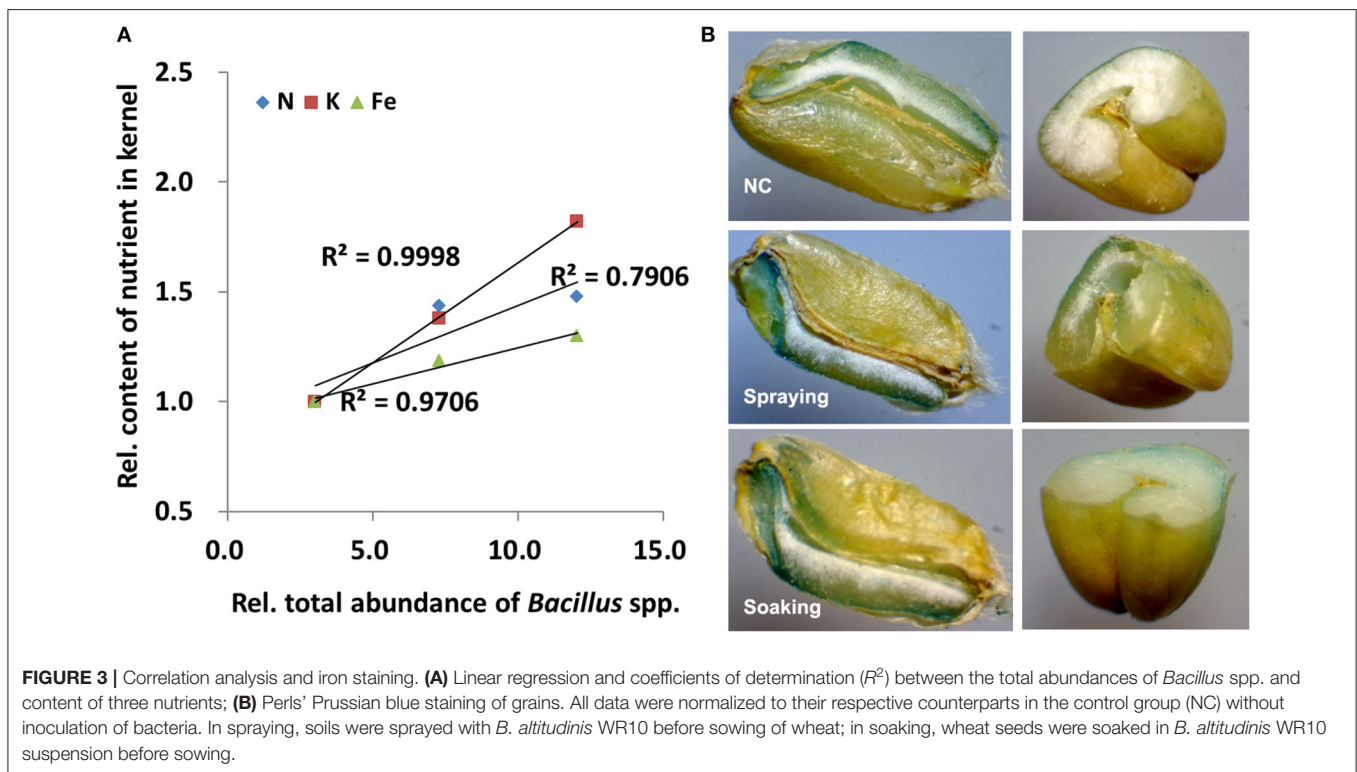 A
B
2.5
N K Fe
2.0
1.5
1.0
0.5
0.0 5.0 10.0 15.0
Rel. content of nutrient in kernel
Rel. total abundance of Bacillus spp.
R² = 0.9998
R² = 0.7906
R² = 0.9706
NC
Spraying
Soaking
FIGURE 3 | Correlation analysis and iron staining. (A) Linear regression and coefficients of determination (R²) between the total abundances of Bacillus spp. and
content of three nutrients; (B) Perls' Prussian blue staining of grains. All data were normalized to their respective counterparts in the control group (NC) without
inoculation of bacteria. In spraying, soils were sprayed with B. altitudinis WR10 before sowing of wheat; in soaking, wheat seeds were soaked in B. altitudinis WR10
suspension before sowing.